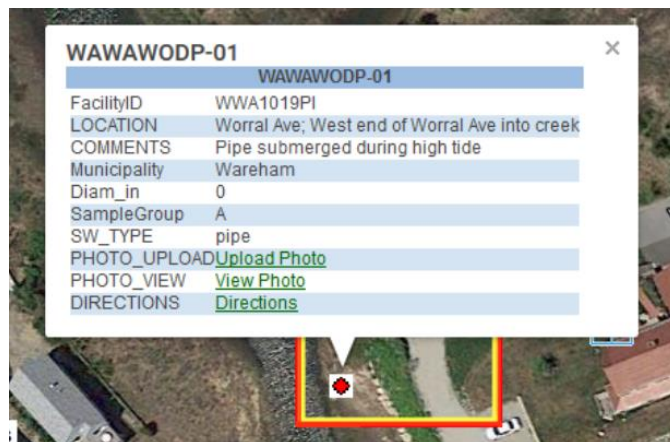 WAWAWODP-01
WAWAWODP-01
FacilityID WWA1019PI
LOCATION Worral Ave; West end of Worral Ave into creek
COMMENTS Pipe submerged during high tide
Municipality Wareham
Diam_in 0
SampleGroup A
SW_TYPE pipe
PHOTO_UPLOAD Upload Photo
PHOTO_VIEW View Photo
DIRECTIONS Directions